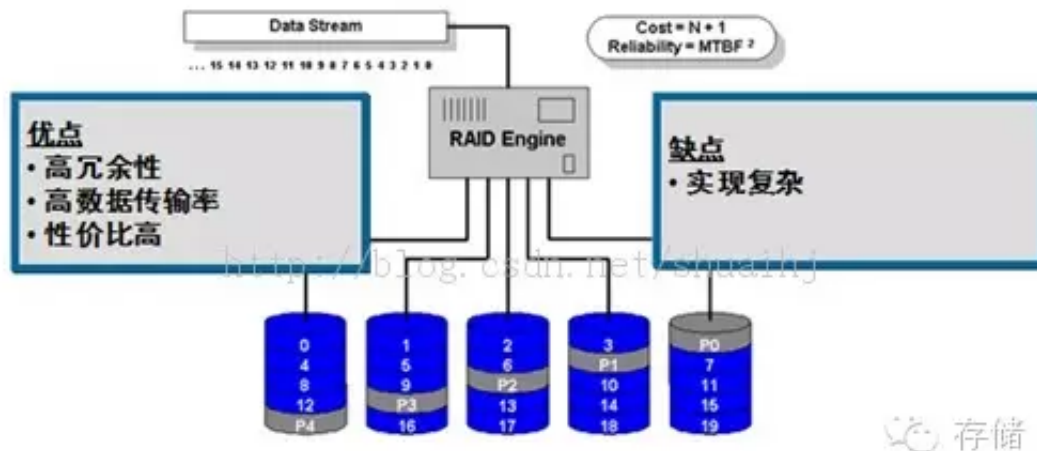 Data Stream
... 15 14 13 12 11 10 9 8 7 6 5 4 3 2 1 0
Cost = N + 1
Reliability = MTBF ²
RAID Engine
优点
• 高冗余性
• 高数据传输率
• 性价比高
缺点
• 实现复杂
http://blog.csdn.net/shuaihj
0 1 2 3 P0
4 5 6 P1 7
8 9 P2 10 11
12 P3 13 14 15
P4 16 17 18 19
存储